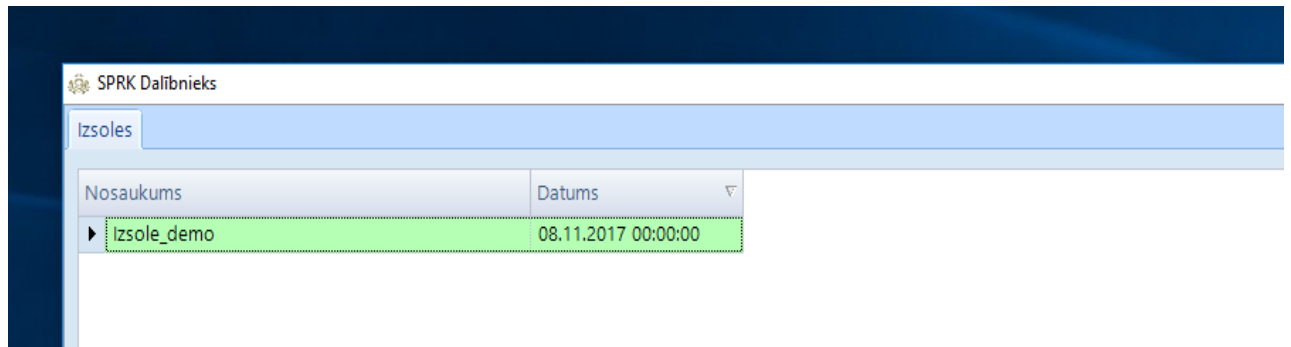 SPRK Dalībnieks
Izsoles
Nosaukums Datums
Izsole_demo 08.11.2017 00:00:00